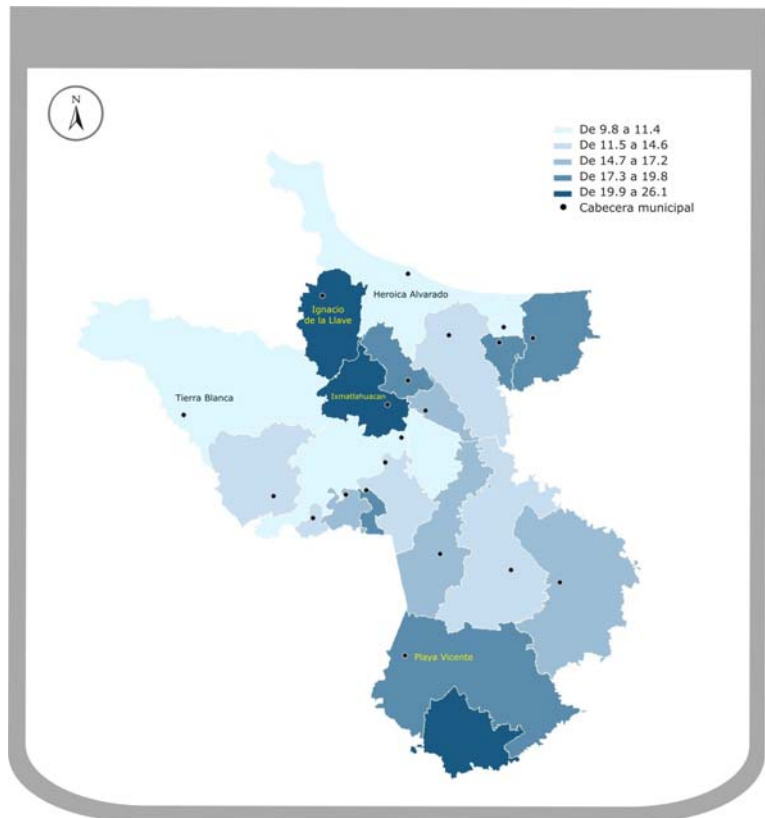 N
De 9.8 a 11.4
De 11.5 a 14.6
De 14.7 a 17.2
De 17.3 a 19.8
De 19.9 a 26.1
Cabecera municipal
Heroica Alvarado
Ignacio
de la Llave
Tierra Blanca
Ixmatlahuacan
Playa Vicente